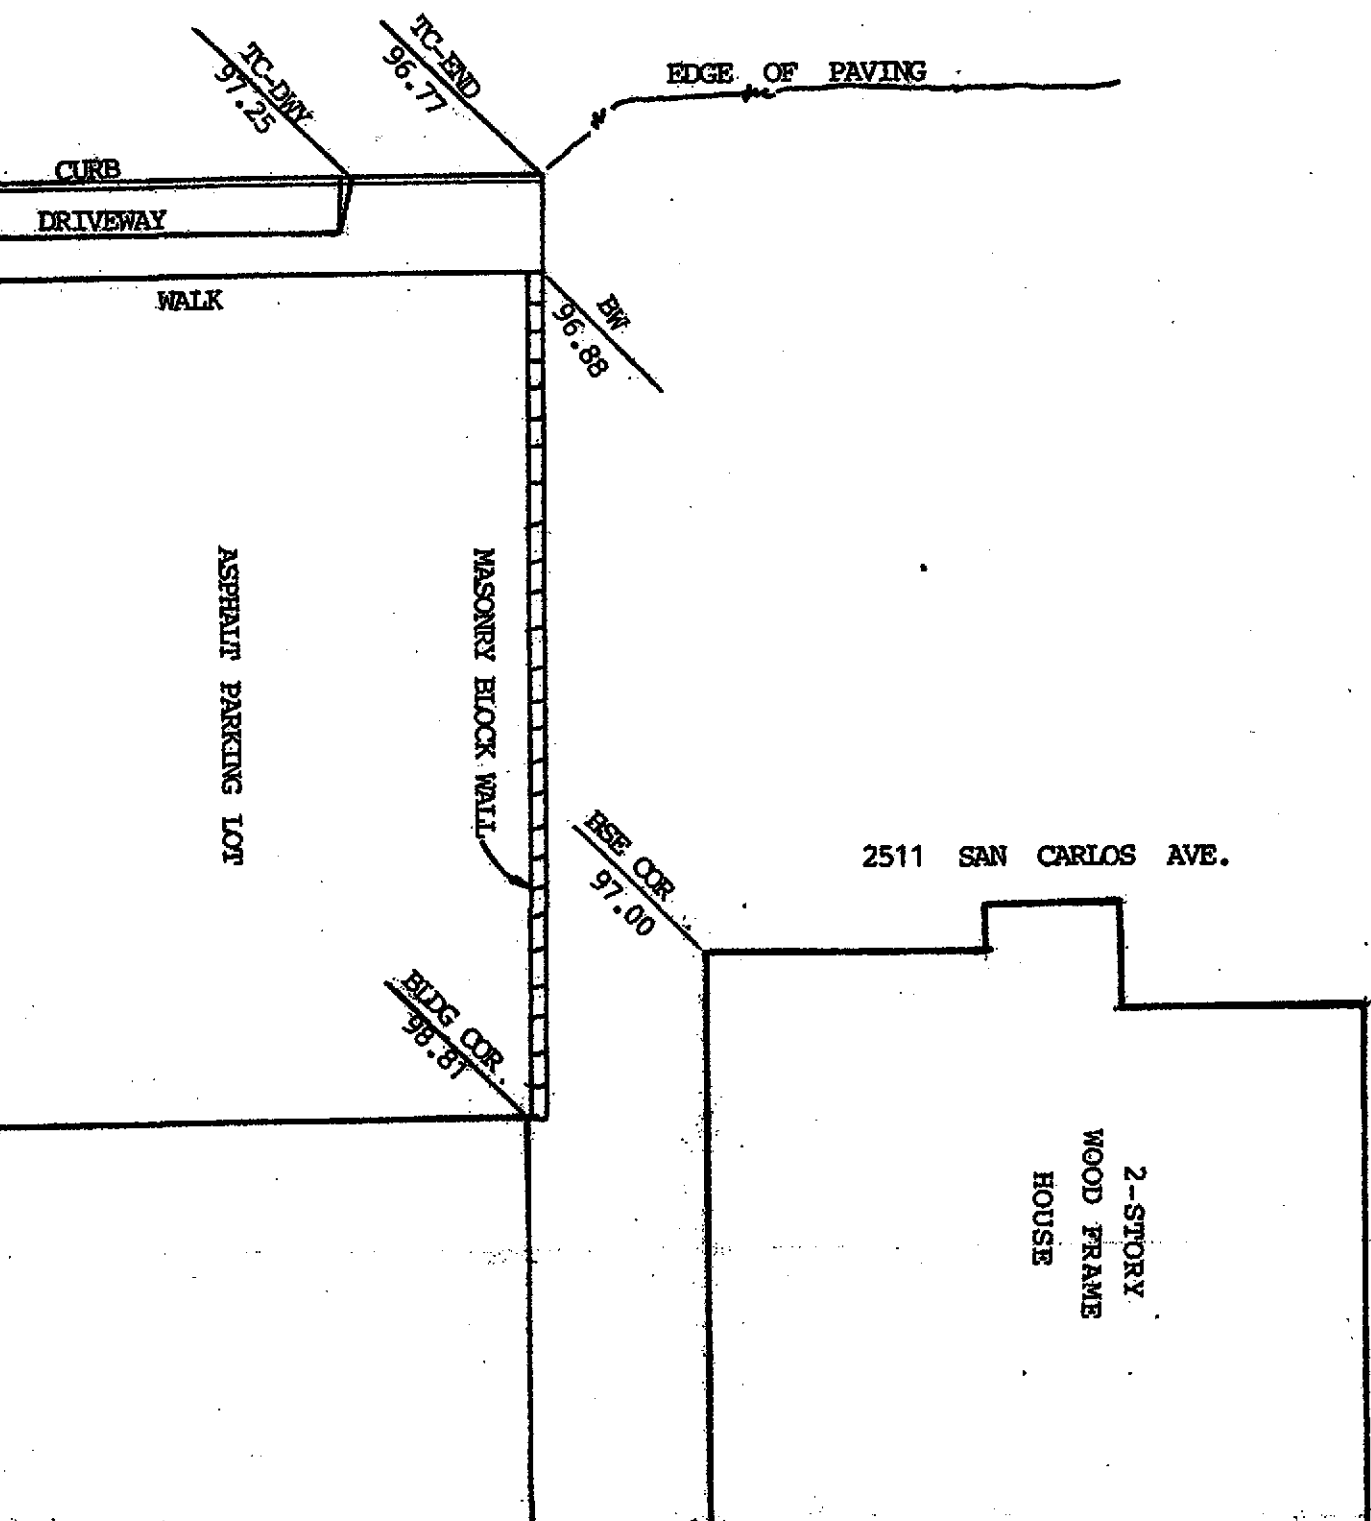 TC-DWY
97.25
TC-END
96.77
EDGE OF PAVING
CURB
DRIVEWAY
WALK
BW
96.88
ASPHALT PARKING LOT
MASONRY BLOCK WALL
HSE COR
97.00
2511 SAN CARLOS AVE.
BLDG COR.
98.87
2-STORY
WOOD FRAME
HOUSE